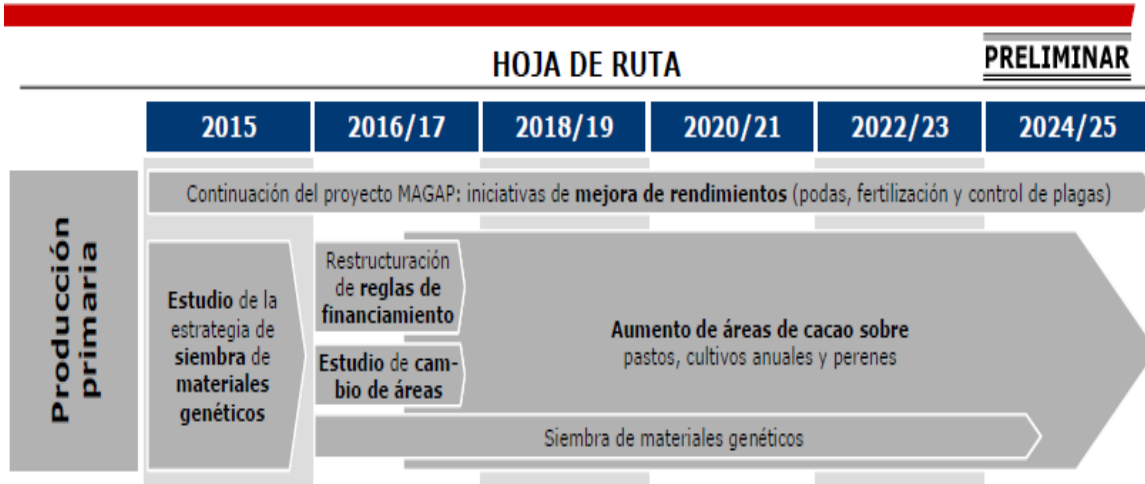 HOJA DE RUTA
PRELIMINAR
2015
2016/17
2018/19
2020/21
2022/23
2024/25
Producción
primaria
Continuación del proyecto MAGAP: iniciativas de mejora de rendimientos (podas, fertilización y control de plagas)
Estudio de la
estrategia de
siembra de
materiales
genéticos
Restructuración
de reglas de
financiamiento
Estudio de cam-
bio de áreas
Aumento de áreas de cacao sobre
pastos, cultivos anuales y perenes
Siembra de materiales genéticos